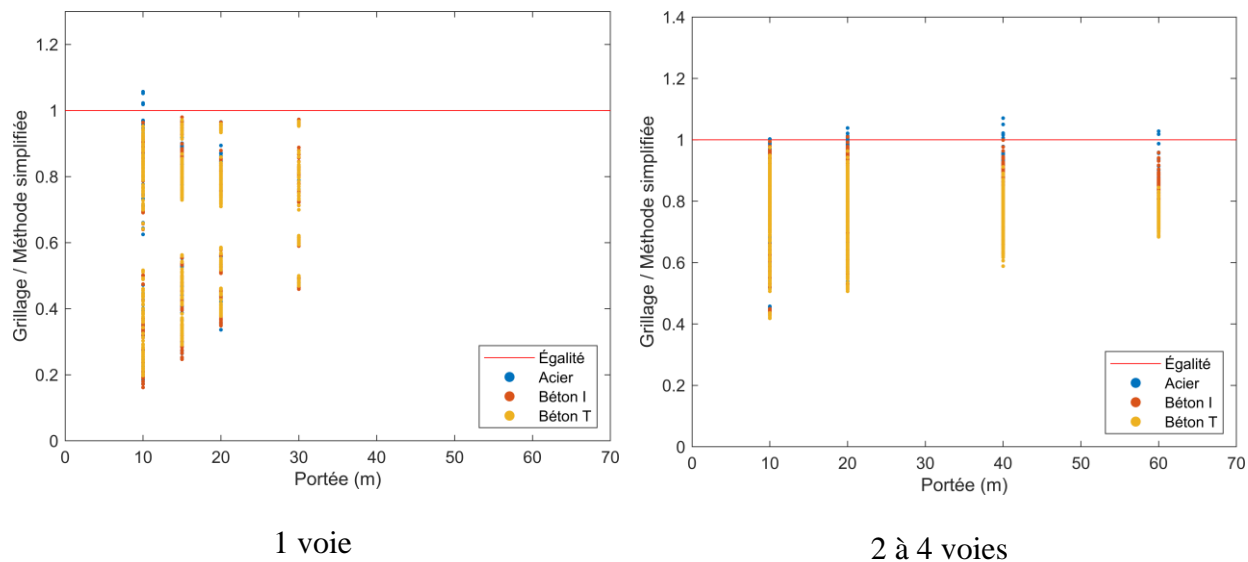 1.2
1
0.8
0.6
0.4
0.2
0
Grillage / Méthode simplifiée
0 10 20 30 40 50 60 70
Portée (m)
Égalité
Acier
Béton I
Béton T
1 voie
1.4
1.2
1
0.8
0.6
0.4
0.2
0
Grillage / Méthode simplifiée
0 10 20 30 40 50 60 70
Portée (m)
Égalité
Acier
Béton I
Béton T
2 à 4 voies